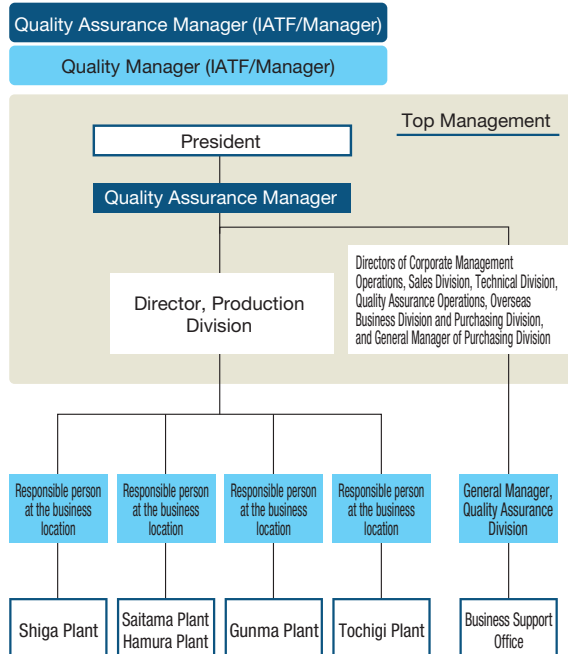 Quality Assurance Manager (IATF/Manager)
Quality Manager (IATF/Manager)
Top Management
President
Quality Assurance Manager
Director, Production
Division
Directors of Corporate Management
Operations, Sales Division, Technical Division,
Quality Assurance Operations, Overseas
Business Division and Purchasing Division,
and General Manager of Purchasing Division
Responsible person
at the business
location
Responsible person
at the business
location
Responsible person
at the business
location
Responsible person
at the business
location
General Manager,
Quality Assurance
Division
Shiga Plant
Saitama Plant
Hamura Plant
Gunma Plant
Tochigi Plant
Business Support
Office